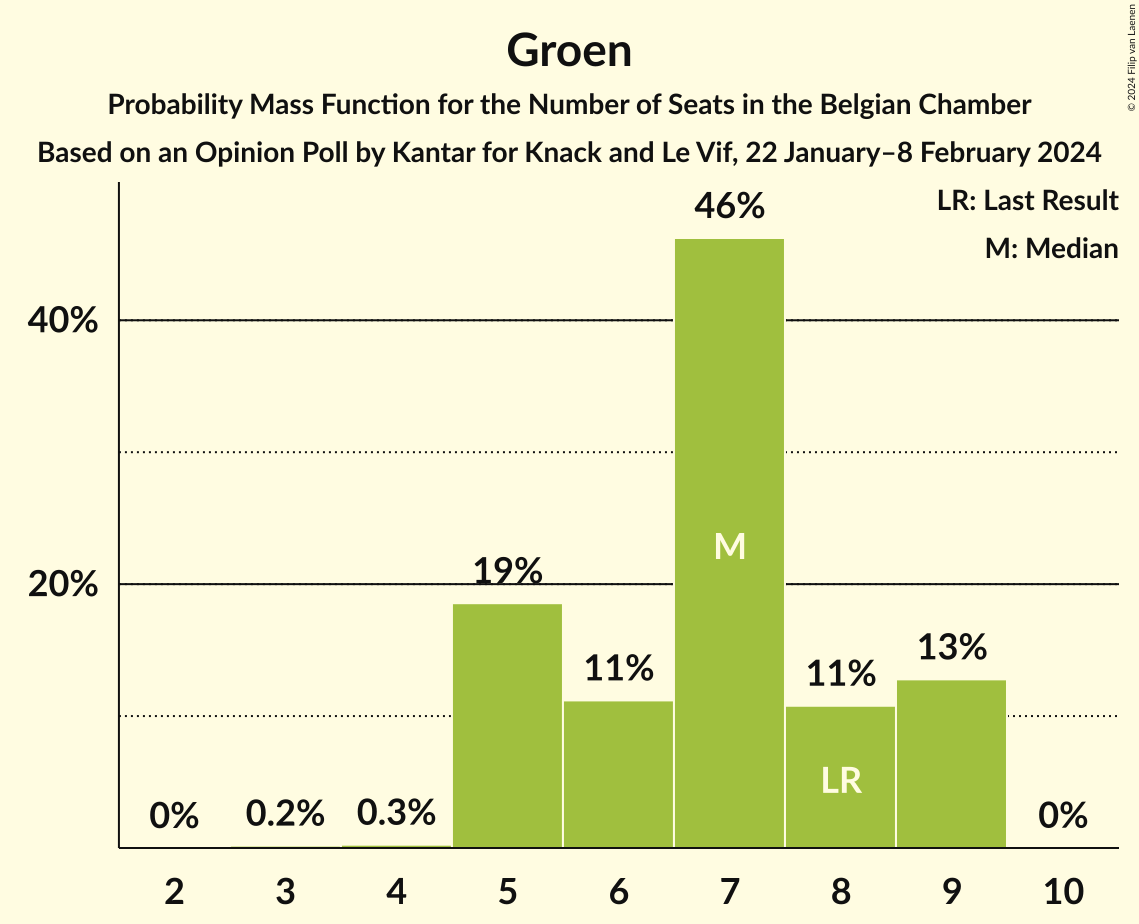 Groen
Probability Mass Function for the Number of Seats in the Belgian Chamber
Based on an Opinion Poll by Kantar for Knack and Le Vif, 22 January–8 February 2024
© 2024 Filip van Laenen
LR: Last Result
M: Median
40%
20%
0%
0.2%
0.3%
19%
11%
46%
11%
13%
0%
M
LR
2 3 4 5 6 7 8 9 10